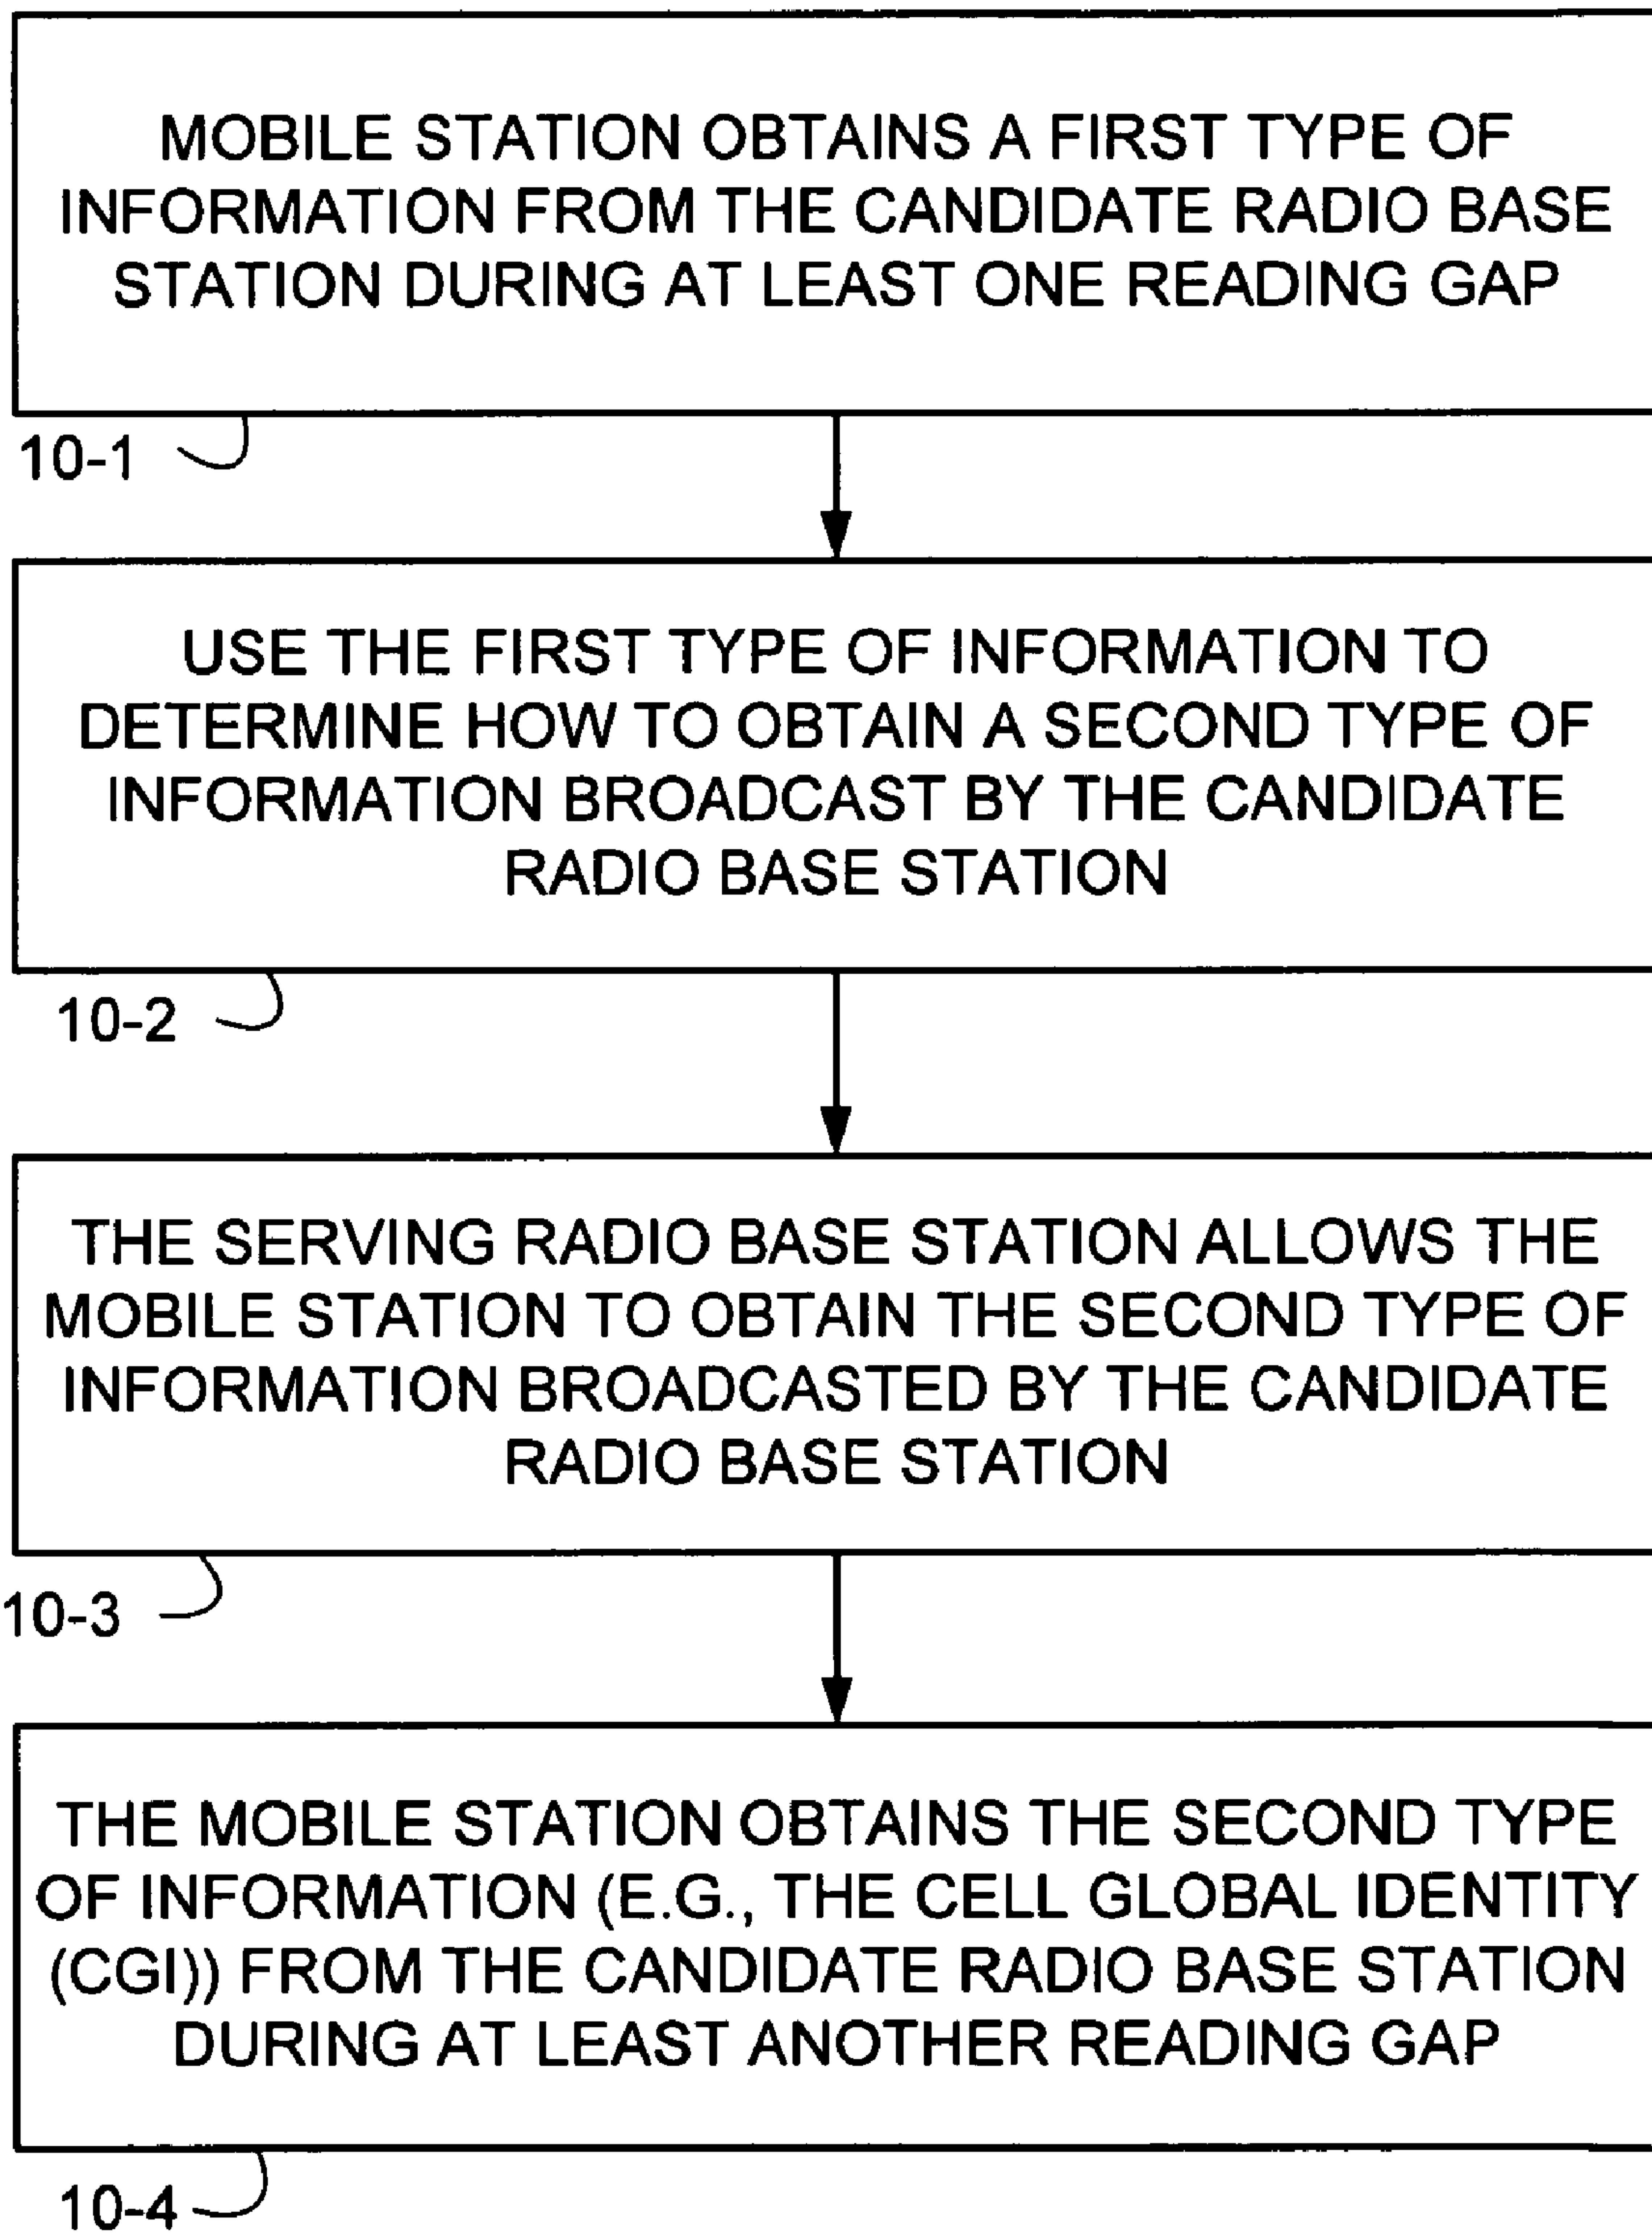 MOBILE STATION OBTAINS A FIRST TYPE OF
INFORMATION FROM THE CANDIDATE RADIO BASE
STATION DURING AT LEAST ONE READING GAP
10-1
USE THE FIRST TYPE OF INFORMATION TO
DETERMINE HOW TO OBTAIN A SECOND TYPE OF
INFORMATION BROADCAST BY THE CANDIDATE
RADIO BASE STATION
10-2
THE SERVING RADIO BASE STATION ALLOWS THE
MOBILE STATION TO OBTAIN THE SECOND TYPE OF
INFORMATION BROADCASTED BY THE CANDIDATE
RADIO BASE STATION
10-3
THE MOBILE STATION OBTAINS THE SECOND TYPE
OF INFORMATION (E.G., THE CELL GLOBAL IDENTITY
(CGI)) FROM THE CANDIDATE RADIO BASE STATION
DURING AT LEAST ANOTHER READING GAP
10-4